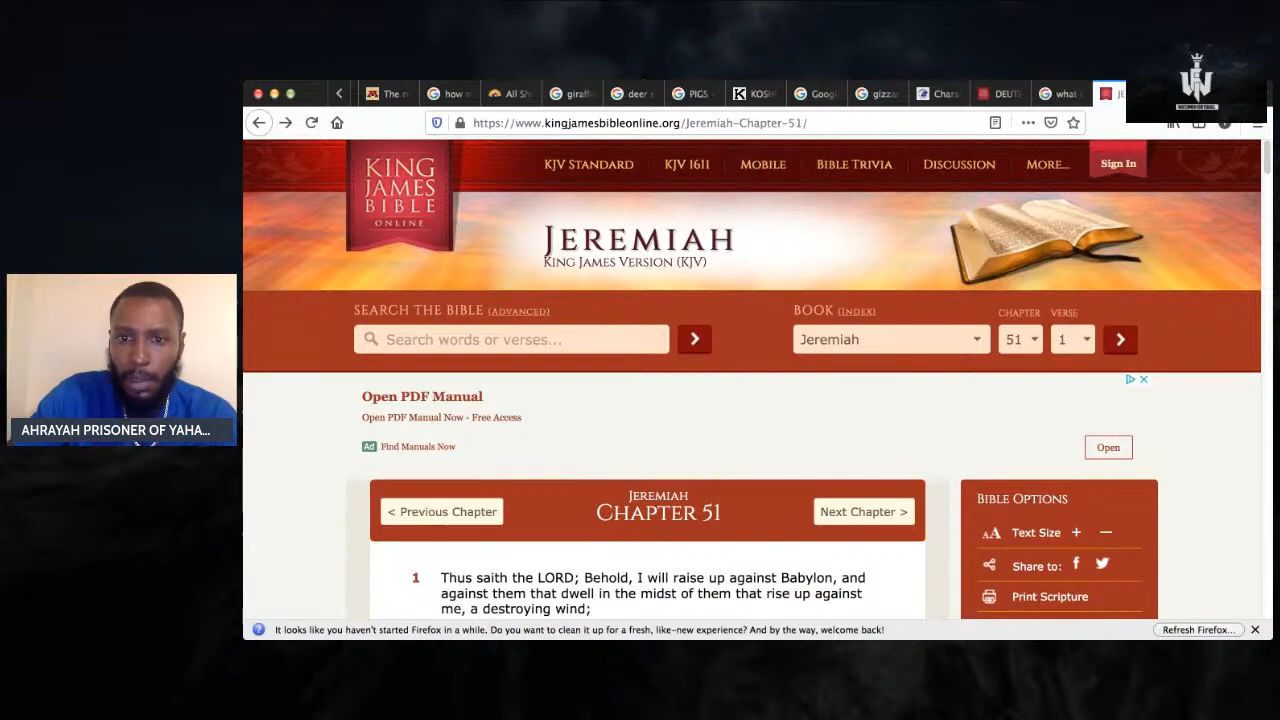 The n
how m
All Sh
giraff
deer s
PIGS -
KOSH
Googl
gizza
Chara
DEUT
what
JE
WATCHMEN FOR ISRAEL
https://www.kingjamesbibleonline.org/Jeremiah-Chapter-51/
KING
JAMES
BIBLE
ONLINE
KJV STANDARD
KJV 1611
MOBILE
BIBLE TRIVIA
DISCUSSION
MORE...
Sign In
JEREMIAH
KING JAMES VERSION (KJV)
SEARCH THE BIBLE (ADVANCED)
Search words or verses...
BOOK (INDEX)
Jeremiah
CHAPTER
51
VERSE
1
Open PDF Manual
Open PDF Manual Now - Free Access
Ad Find Manuals Now
Open
AHRAYAH PRISONER OF YAHA...
< Previous Chapter
JEREMIAH
CHAPTER 51
Next Chapter >
1 Thus saith the LORD; Behold, I will raise up against Babylon, and
against them that dwell in the midst of them that rise up against
me, a destroying wind;
BIBLE OPTIONS
AA Text Size + —
Share to:
Print Scripture
It looks like you haven't started Firefox in a while. Do you want to clean it up for a fresh, like-new experience? And by the way, welcome back!
Refresh Firefox...